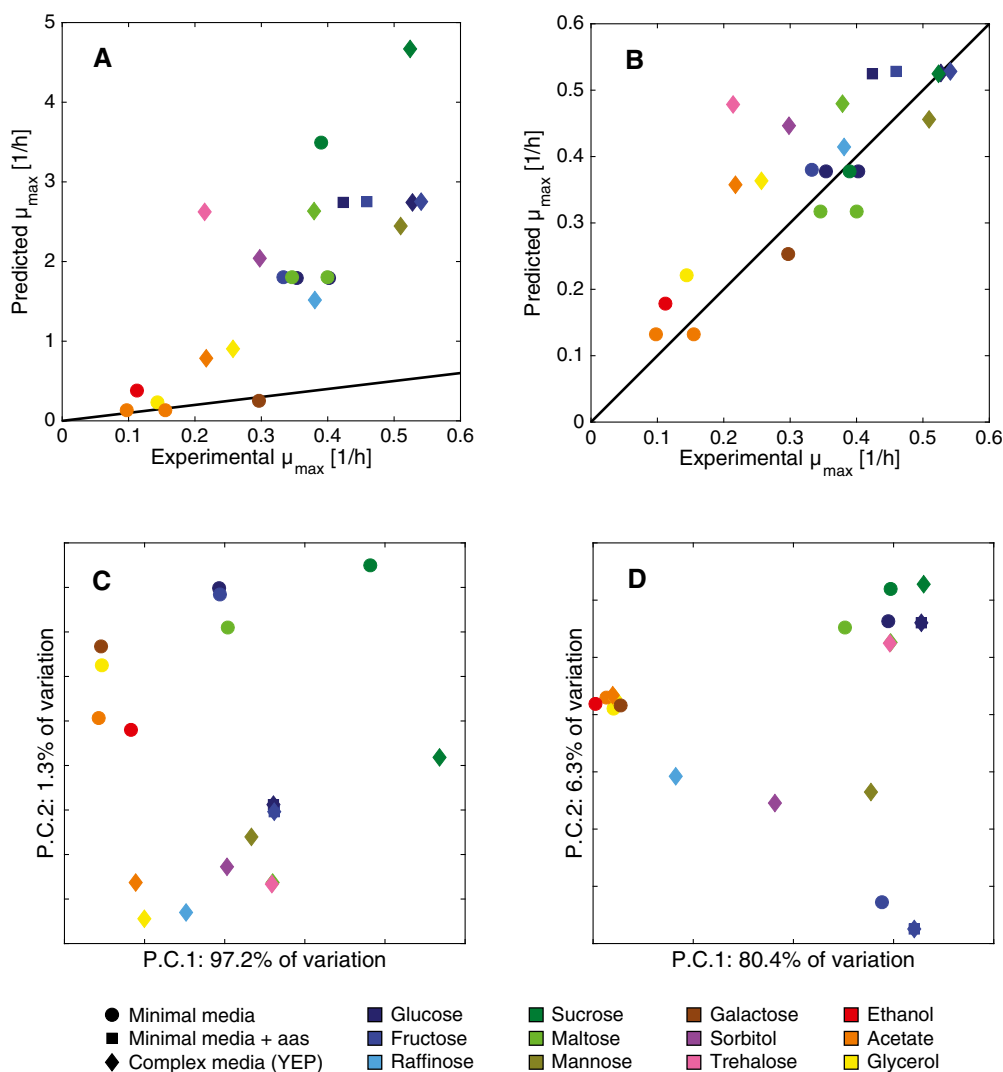 A
Predicted μmax [1/h]
5
4
3
2
1
0
0 0.1 0.2 0.3 0.4 0.5 0.6
Experimental μmax [1/h]
B
Predicted μmax [1/h]
0.6
0.5
0.4
0.3
0.2
0.1
0
0 0.1 0.2 0.3 0.4 0.5 0.6
Experimental μmax [1/h]
C
P.C.2: 1.3% of variation
P.C.1: 97.2% of variation
D
P.C.2: 6.3% of variation
P.C.1: 80.4% of variation
Minimal media
Minimal media + aas
Complex media (YEP)
Glucose
Fructose
Raffinose
Sucrose
Maltose
Mannose
Galactose
Sorbitol
Trehalose
Ethanol
Acetate
Glycerol